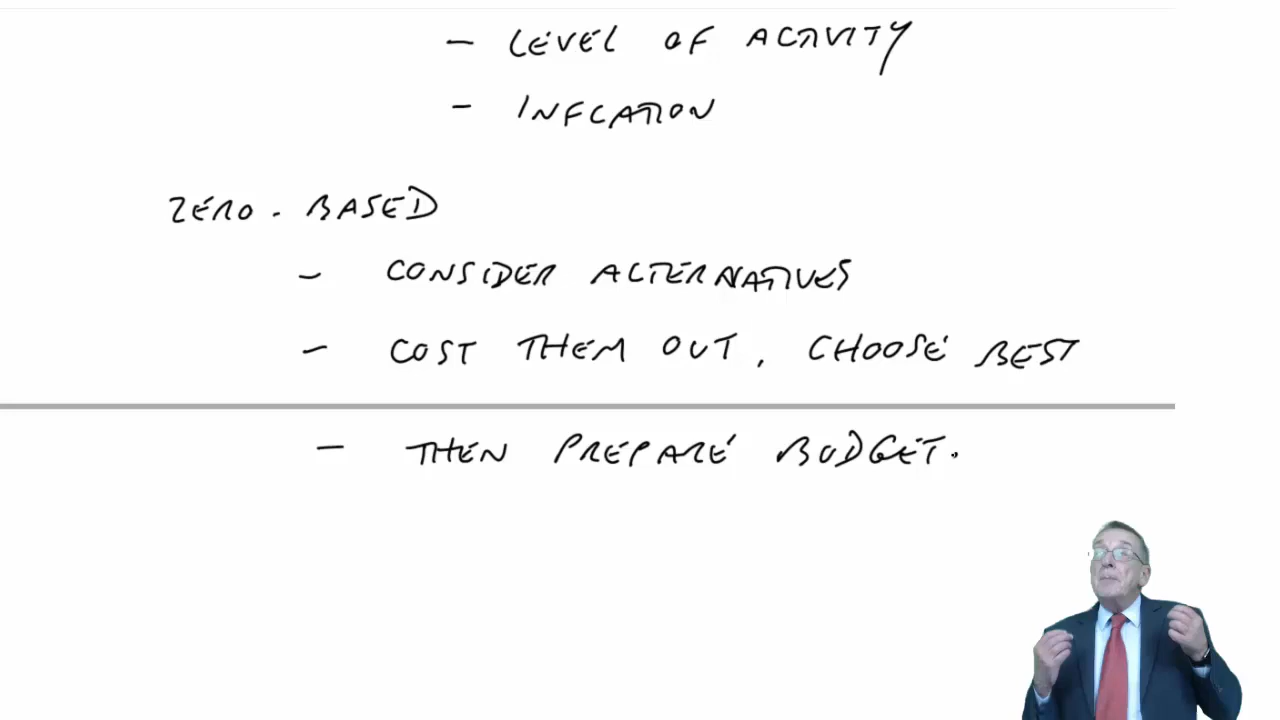 - LEVEL OF ACTIVITY
- INFLATION
ZERO-BASED
- CONSIDER ALTERNATIVES
- COST THEM OUT, CHOOSE BEST
- THEN PREPARE BUDGET.